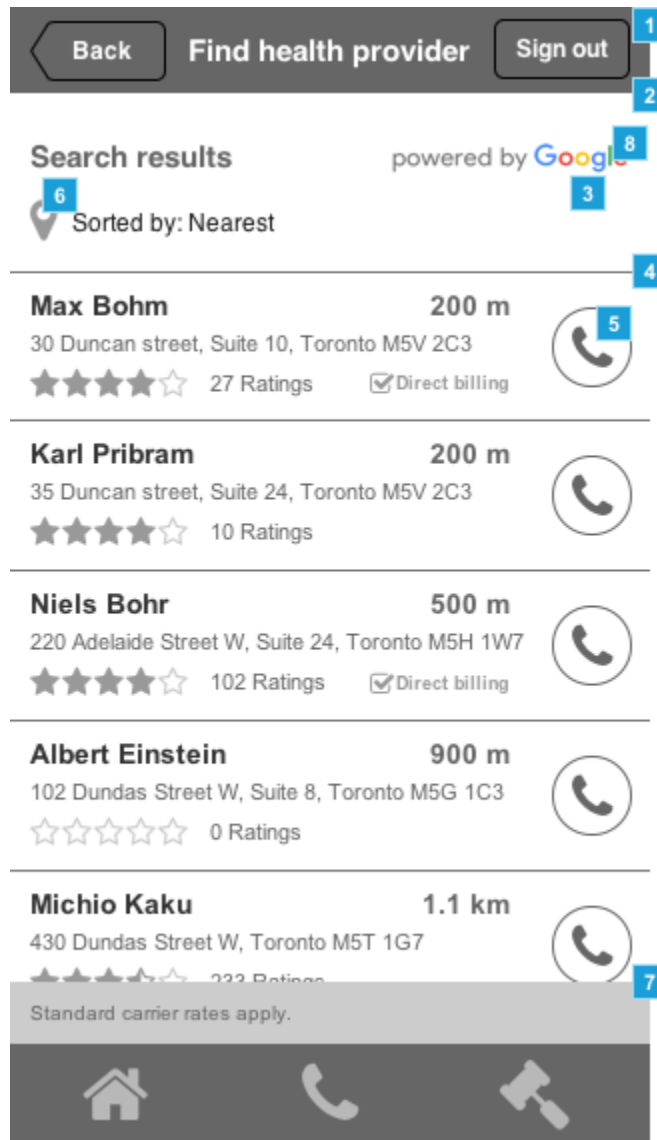 Back Find health provider Sign out 1
2
Search results powered by Google 8
6 3
Sorted by: Nearest
4
Max Bohm 200 m 5
30 Duncan street, Suite 10, Toronto M5V 2C3
27 Ratings Direct billing
Karl Pribram 200 m
35 Duncan street, Suite 24, Toronto M5V 2C3
10 Ratings
Niels Bohr 500 m
220 Adelaide Street W, Suite 24, Toronto M5H 1W7
102 Ratings Direct billing
Albert Einstein 900 m
102 Dundas Street W, Suite 8, Toronto M5G 1C3
0 Ratings
Michio Kaku 1.1 km
430 Dundas Street W, Toronto M5T 1G7
233 Ratings
7
Standard carrier rates apply.